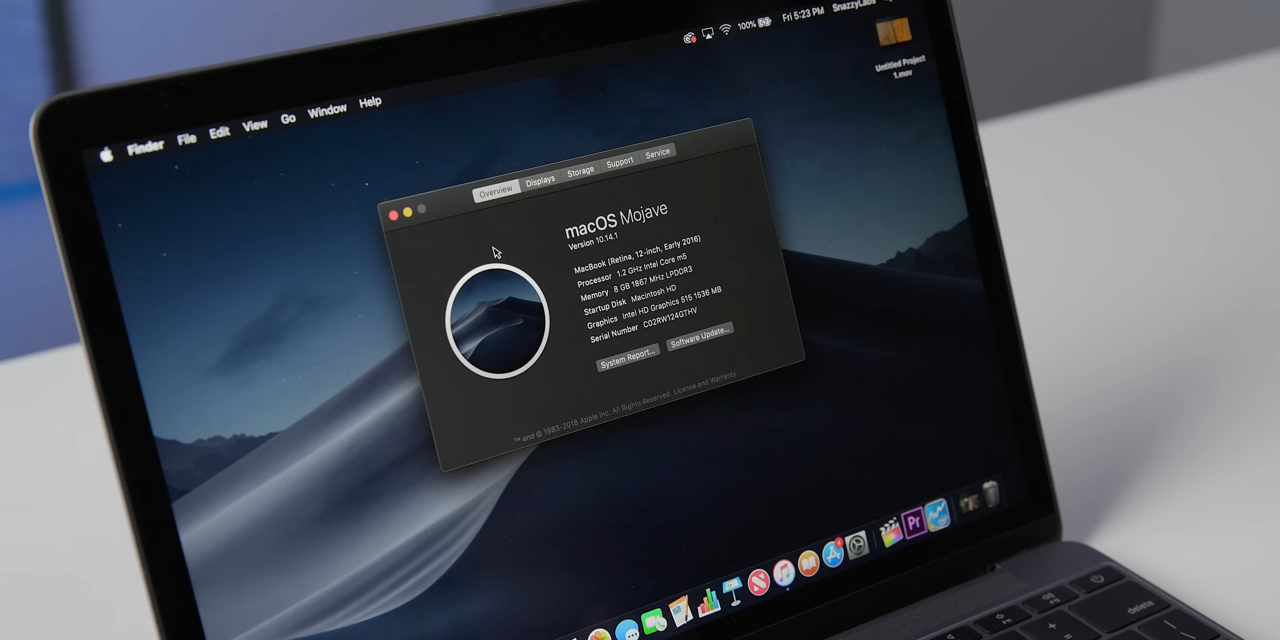 Finder File Edit View Go Window Help 100% Fri 5:23 PM SnazzyLabs
Untitled Project
1.mov
Overview Displays Storage Support Service
macOS Mojave
Version 10.14.1
MacBook (Retina, 12-inch, Early 2016)
Processor 1.2 GHz Intel Core m5
Memory 8 GB 1867 MHz LPDDR3
Startup Disk Macintosh HD
Graphics Intel HD Graphics 515 1536 MB
Serial Number C02RW124GTHV
System Report... Software Update...
™ and © 1983-2018 Apple Inc. All Rights Reserved. License and Warranty
Pr
delete